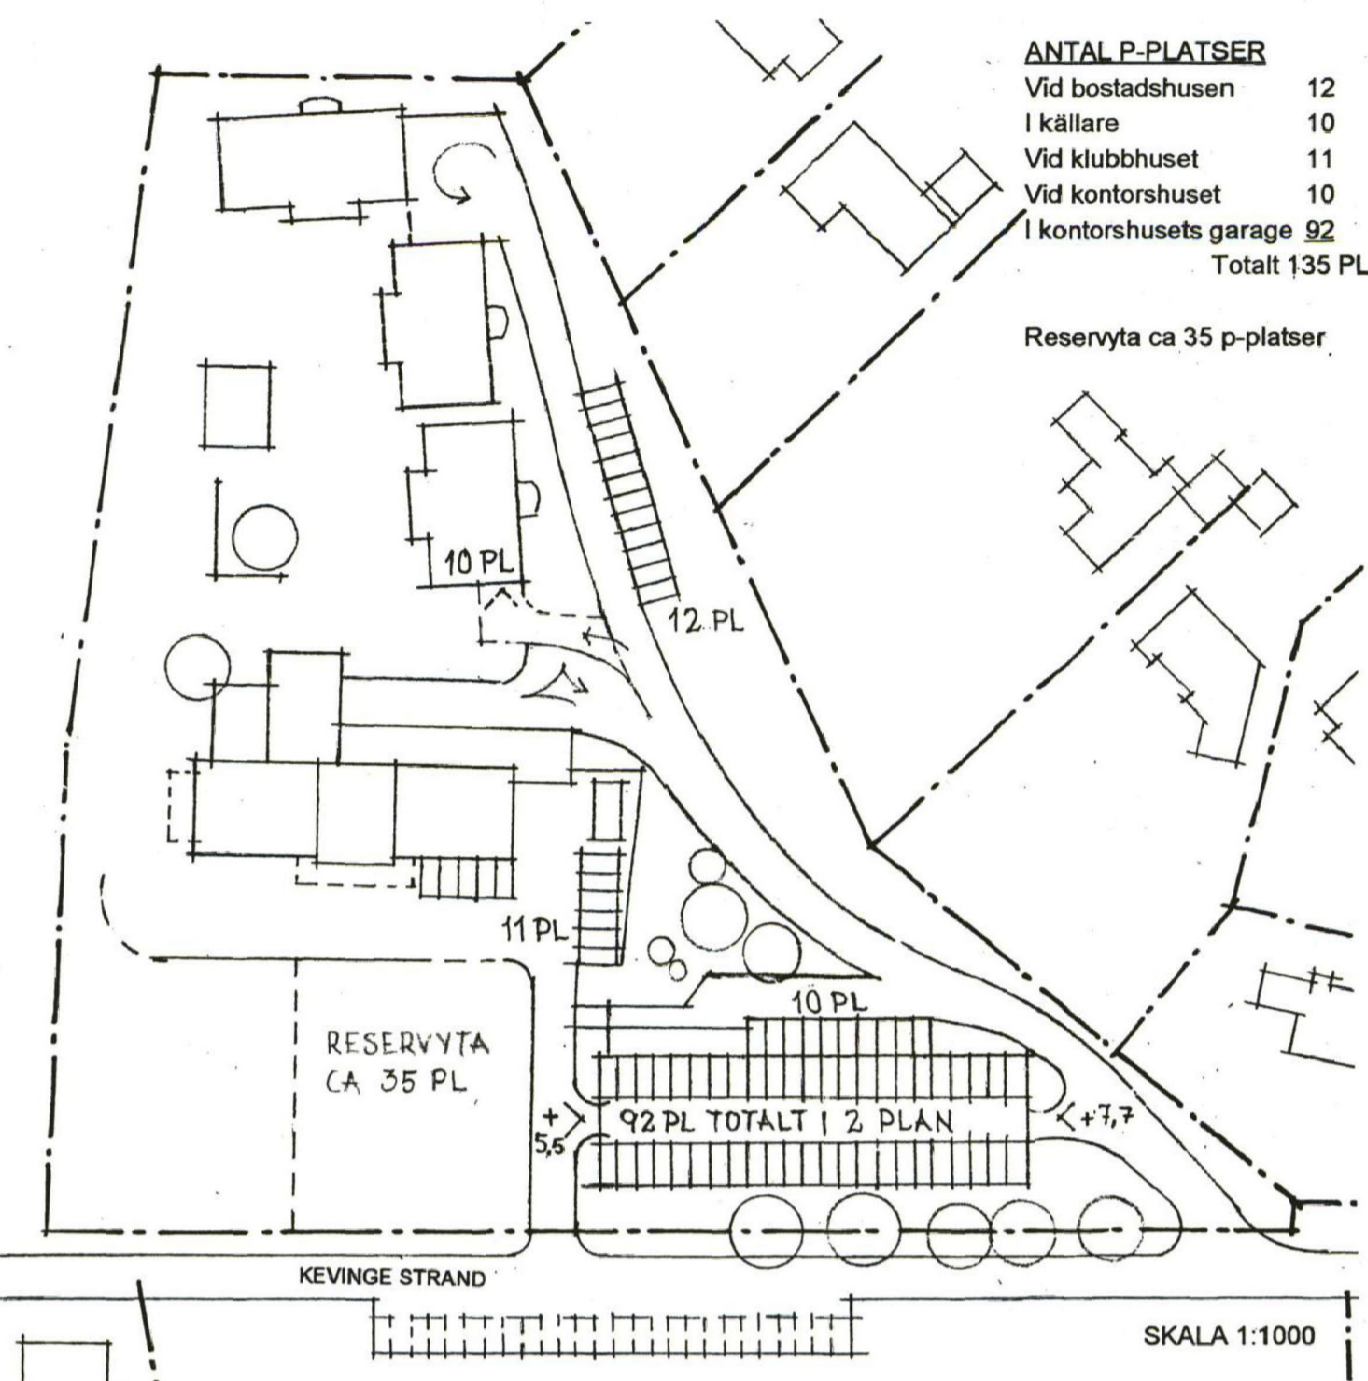 ANTAL P-PLATSER
Vid bostadshusen 12
I källare 10
Vid klubbhuset 11
Vid kontorshuset 10
I kontorshusets garage 92
Totalt 135 PL
Reservyta ca 35 p-platser
10 PL
12 PL
11 PL
10 PL
RESERVYTA
CA 35 PL
92 PL TOTALT I 2 PLAN
+
5,5
+7,7
KEVINGE STRAND
SKALA 1:1000